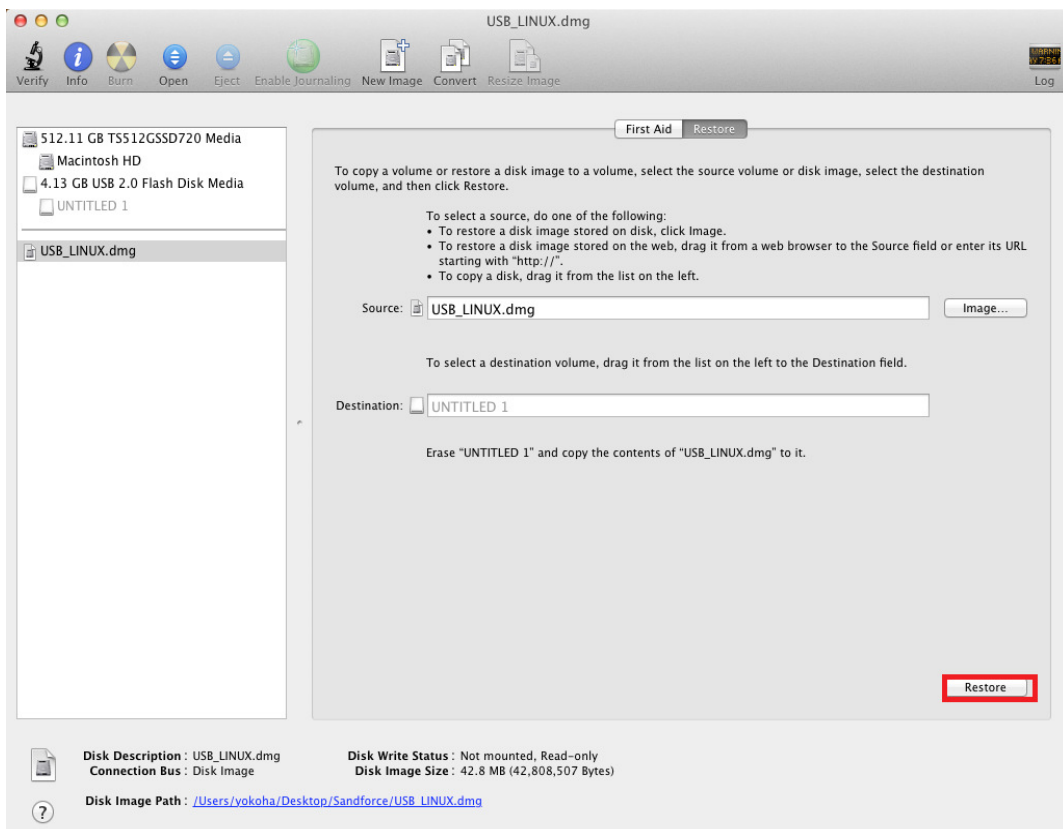 USB_LINUX.dmg
Verify Info Burn Open Eject Enable Journaling New Image Convert Resize Image Log
512.11 GB TS512GSSD720 Media
Macintosh HD
4.13 GB USB 2.0 Flash Disk Media
UNTITLED 1
USB_LINUX.dmg
First Aid Restore
To copy a volume or restore a disk image to a volume, select the source volume or disk image, select the destination
volume, and then click Restore.
To select a source, do one of the following:
• To restore a disk image stored on disk, click Image.
• To restore a disk image stored on the web, drag it from a web browser to the Source field or enter its URL
starting with “http://”.
• To copy a disk, drag it from the list on the left.
Source: USB_LINUX.dmg Image...
To select a destination volume, drag it from the list on the left to the Destination field.
Destination: UNTITLED 1
Erase “UNTITLED 1” and copy the contents of “USB_LINUX.dmg” to it.
Restore
Disk Description : USB_LINUX.dmg Disk Write Status : Not mounted, Read-only
Connection Bus : Disk Image Disk Image Size : 42.8 MB (42,808,507 Bytes)
Disk Image Path : /Users/yokoha/Desktop/Sandforce/USB_LINUX.dmg
?